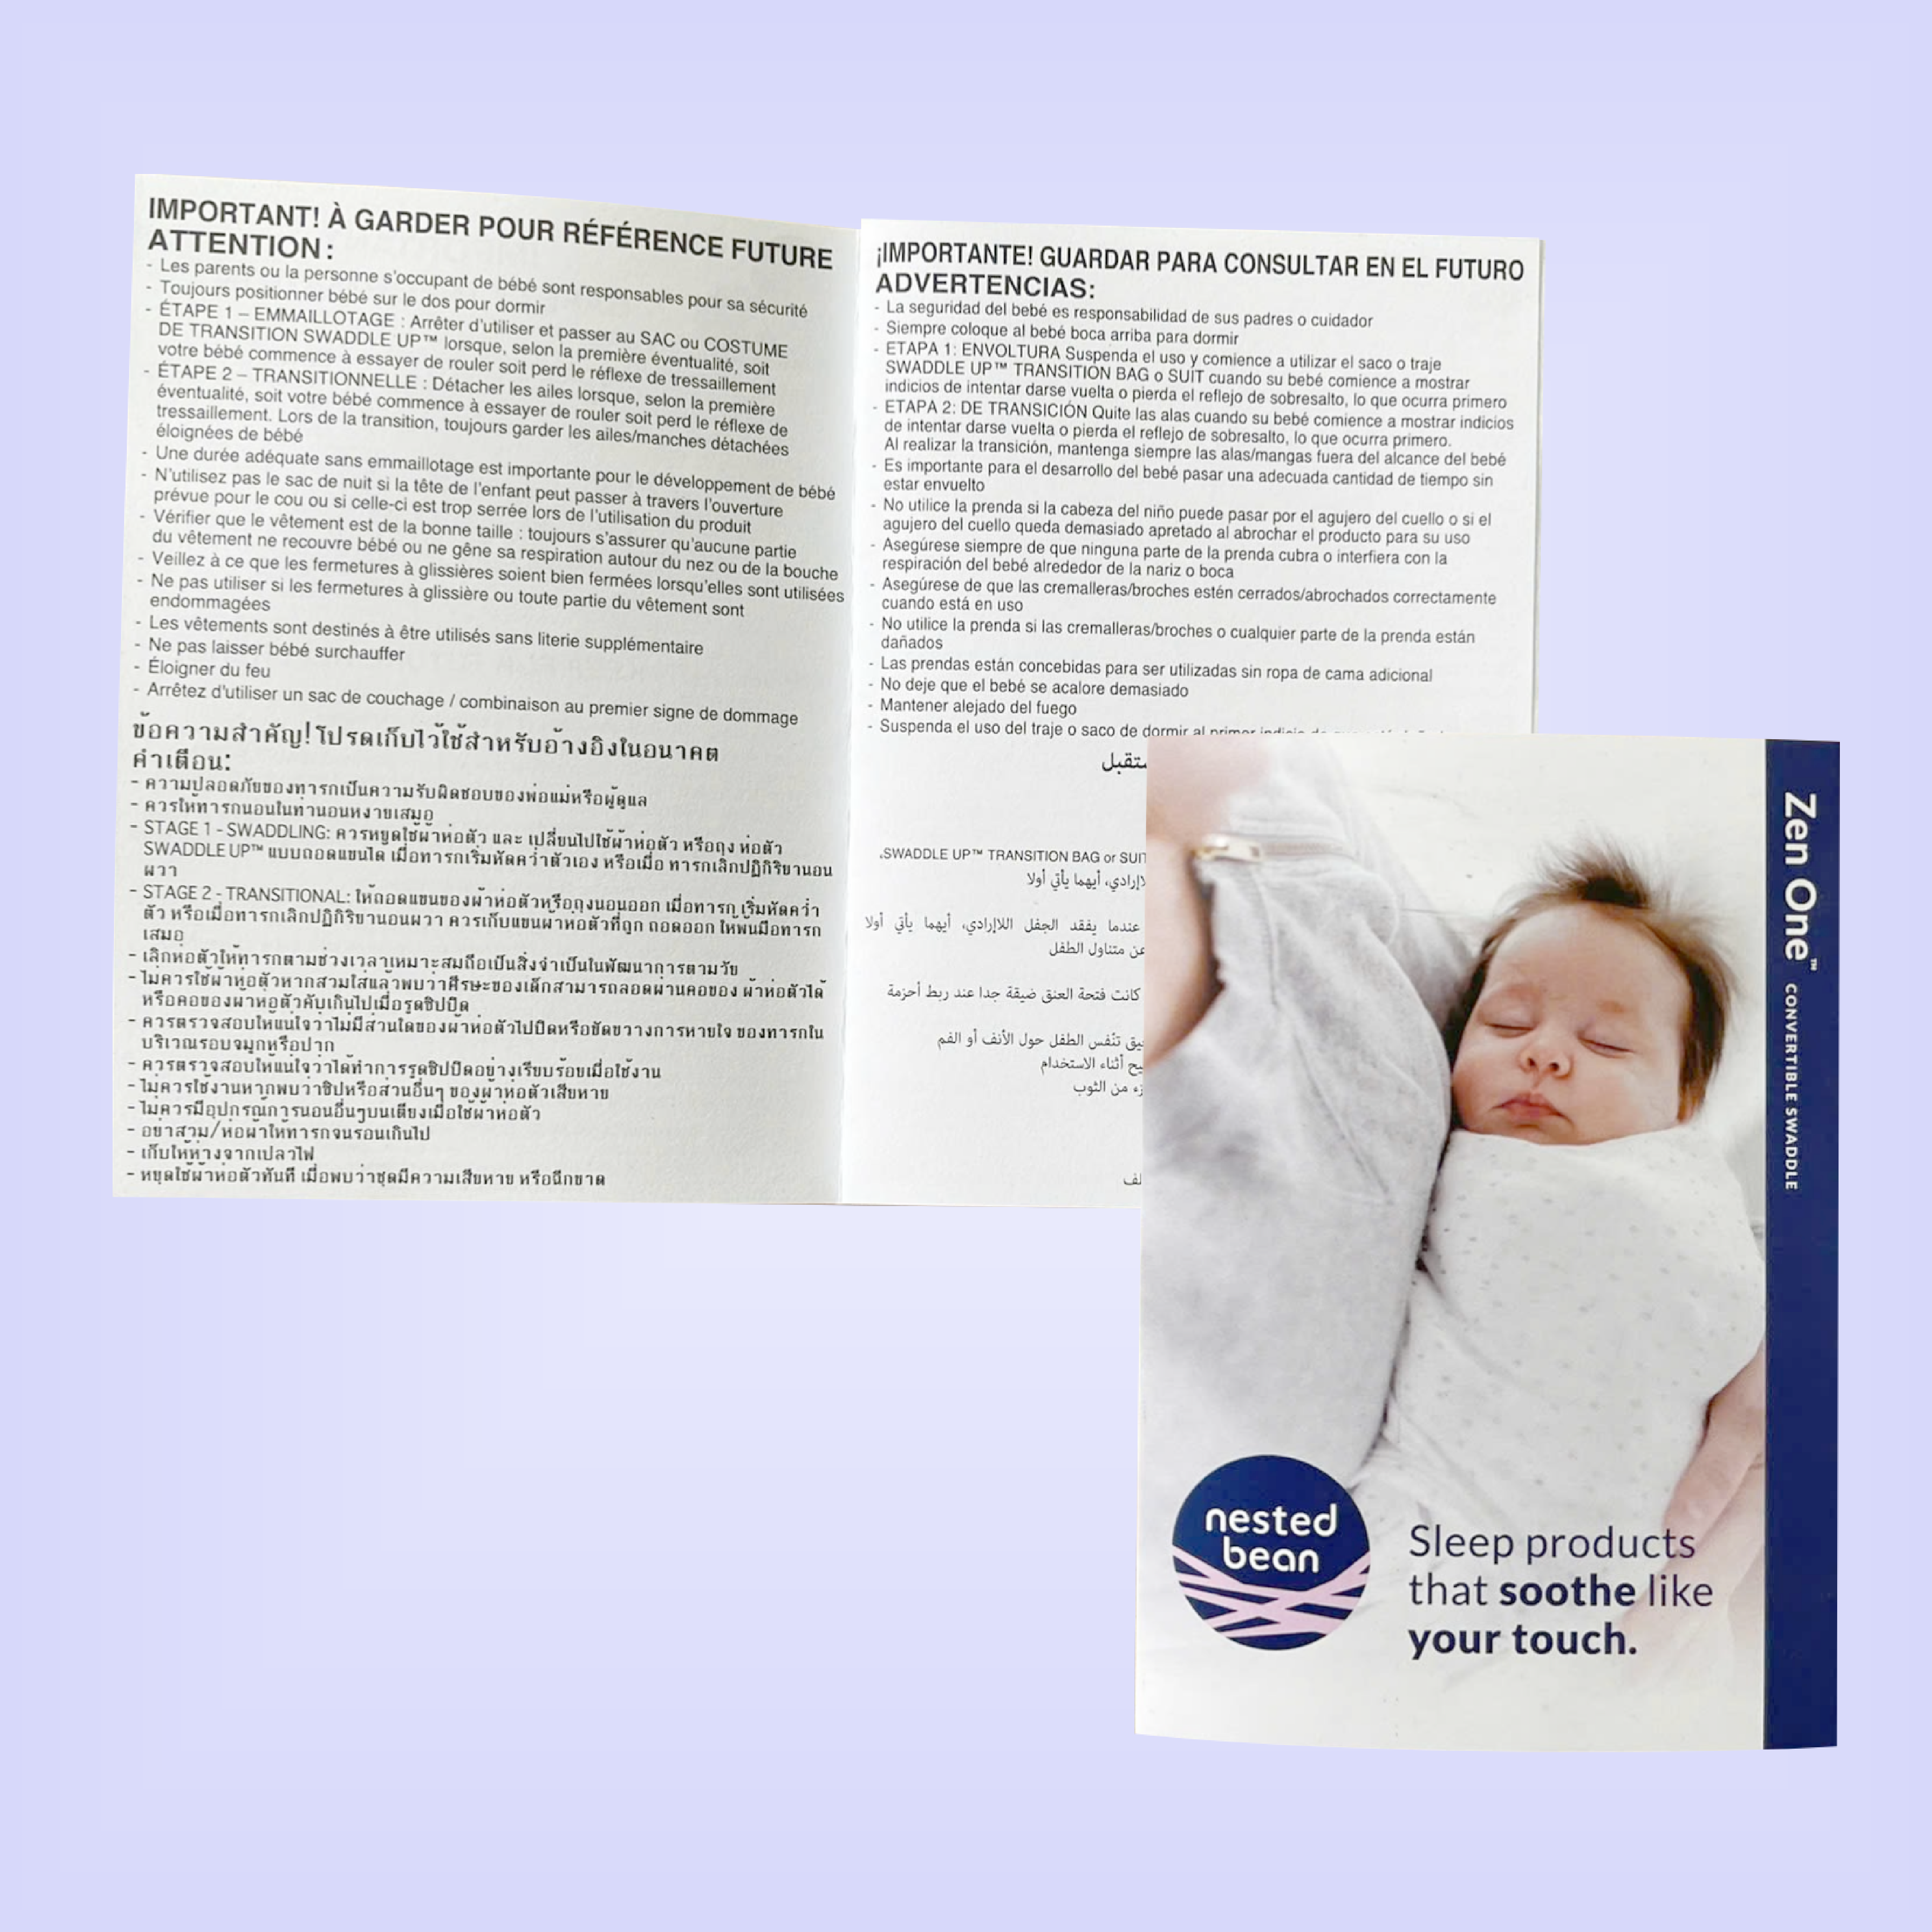 IMPORTANT! À GARDER POUR RÉFÉRENCE FUTURE
ATTENTION :
- Les parents ou la personne s'occupant de bébé sont responsables pour sa sécurité
- Toujours positionner bébé sur le dos pour dormir
- ÉTAPE 1 – EMMAILLOTAGE : Arrêter d'utiliser et passer au SAC ou COSTUME
DE TRANSITION SWADDLE UP™ lorsque, selon la première éventualité, soit
votre bébé commence à essayer de rouler soit perd le réflexe de tressaillement
- ÉTAPE 2 – TRANSITIONNELLE : Détacher les ailes lorsque, selon la première
éventualité, soit votre bébé commence à essayer de rouler soit perd le réflexe de
tressaillement. Lors de la transition, toujours garder les ailes/manches détachées
éloignées de bébé
- Une durée adéquate sans emmaillotage est importante pour le développement de bébé
- N'utilisez pas le sac de nuit si la tête de l'enfant peut passer à travers l'ouverture
prévue pour le cou ou si celle-ci est trop serrée lors de l'utilisation du produit
- Vérifier que le vêtement est de la bonne taille : toujours s'assurer qu'aucune partie
du vêtement ne recouvre bébé ou ne gêne sa respiration autour du nez ou de la bouche
- Veillez à ce que les fermetures à glissières soient bien fermées lorsqu'elles sont utilisées
- Ne pas utiliser si les fermetures à glissière ou toute partie du vêtement sont
endommagées
- Les vêtements sont destinés à être utilisés sans literie supplémentaire
- Ne pas laisser bébé surchauffer
- Éloigner du feu
- Arrêtez d'utiliser un sac de couchage / combinaison au premier signe de dommage
ข้อความสำคัญ! โปรดเก็บไว้ใช้สำหรับอ้างอิงในอนาคต
คำเตือน:
- ความปลอดภัยของทารกเป็นความรับผิดชอบของพ่อแม่หรือผู้ดูแล
- ควรให้ทารกนอนในท่านอนหงายเสมอ
- STAGE 1 - SWADDLING: ควรหยุดใช้ผ้าห่อตัว และ เปลี่ยนไปใช้ผ้าห่อตัว หรือถุง ห่อตัว
SWADDLE UP™ แบบถอดแขนได้ เมื่อทารกเริ่มหัดคว่ำตัวเอง หรือเมื่อ ทารกเลิกปฏิกิริยานอน
ผวา
- STAGE 2 - TRANSITIONAL: ให้ถอดแขนของผ้าห่อตัวหรือถุงนอนออก เมื่อทารก เริ่มหัดคว่ำ
ตัว หรือเมื่อทารกเลิกปฏิกิริยานอนผวา ควรเก็บแขนผ้าห่อตัวที่ถูก ถอดออก ให้พ้นมือทารก
เสมอ
- เลิกห่อตัวให้ทารกตามช่วงเวลาเหมาะสมถือเป็นสิ่งจำเป็นในพัฒนาการตามวัย
- ไม่ควรใช้ผ้าห่อตัวหากสวมใส่แล้วพบว่าศีรษะของเด็กสามารถลอดผ่านคอของ ผ้าห่อตัวได้
หรือคอของผ้าห่อตัวคับเกินไปเมื่อรูดซิปปิด
- ควรตรวจสอบให้แน่ใจว่าไม่มีส่วนใดของผ้าห่อตัวไปปิดหรือขัดขวางการหายใจ ของทารกใน
บริเวณรอบจมูกหรือปาก
- ควรตรวจสอบให้แน่ใจว่าได้ทำการรูดซิปปิดอย่างเรียบร้อยเมื่อใช้งาน
- ไม่ควรใช้งานหากพบว่าซิปหรือส่วนอื่นๆ ของผ้าห่อตัวเสียหาย
- ไม่ควรมีอุปกรณ์การนอนอื่นๆบนเตียงเมื่อใช้ผ้าห่อตัว
- อย่าสวม/ห่อผ้าให้ทารกจนร้อนเกินไป
- เก็บให้ห่างจากเปลวไฟ
- หยุดใช้ผ้าห่อตัวทันที เมื่อพบว่าชุดมีความเสียหาย หรือฉีกขาด
¡IMPORTANTE! GUARDAR PARA CONSULTAR EN EL FUTURO
ADVERTENCIAS:
- La seguridad del bebé es responsabilidad de sus padres o cuidador
- Siempre coloque al bebé boca arriba para dormir
- ETAPA 1: ENVOLTURA Suspenda el uso y comience a utilizar el saco o traje
SWADDLE UP™ TRANSITION BAG o SUIT cuando su bebé comience a mostrar
indicios de intentar darse vuelta o pierda el reflejo de sobresalto, lo que ocurra primero
- ETAPA 2: DE TRANSICIÓN Quite las alas cuando su bebé comience a mostrar indicios
de intentar darse vuelta o pierda el reflejo de sobresalto, lo que ocurra primero.
Al realizar la transición, mantenga siempre las alas/mangas fuera del alcance del bebé
- Es importante para el desarrollo del bebé pasar una adecuada cantidad de tiempo sin
estar envuelto
- No utilice la prenda si la cabeza del niño puede pasar por el agujero del cuello o si el
agujero del cuello queda demasiado apretado al abrochar el producto para su uso
- Asegúrese siempre de que ninguna parte de la prenda cubra o interfiera con la
respiración del bebé alrededor de la nariz o boca
- Asegúrese de que las cremalleras/broches estén cerrados/abrochados correctamente
cuando está en uso
- No utilice la prenda si las cremalleras/broches o cualquier parte de la prenda están
dañados
- Las prendas están concebidas para ser utilizadas sin ropa de cama adicional
- No deje que el bebé se acalore demasiado
- Mantener alejado del fuego
- Suspenda el uso del traje o saco de dormir al primer
.SWADDLE UP™ TRANSITION BAG or SUIT
أيهما يأتي أولا
عندما يفقد الجفل اللاإرادي، أيهما يأتي أولا
عن متناول الطفل
كانت فتحة العنق ضيقة جدا عند ربط أحزمة
تنّفس الطفل حول الأنف أو الفم
أثناء الاستخدام
من الثوب
Zen One™ CONVERTIBLE SWADDLE
nested
bean
Sleep products
that soothe like
your touch.